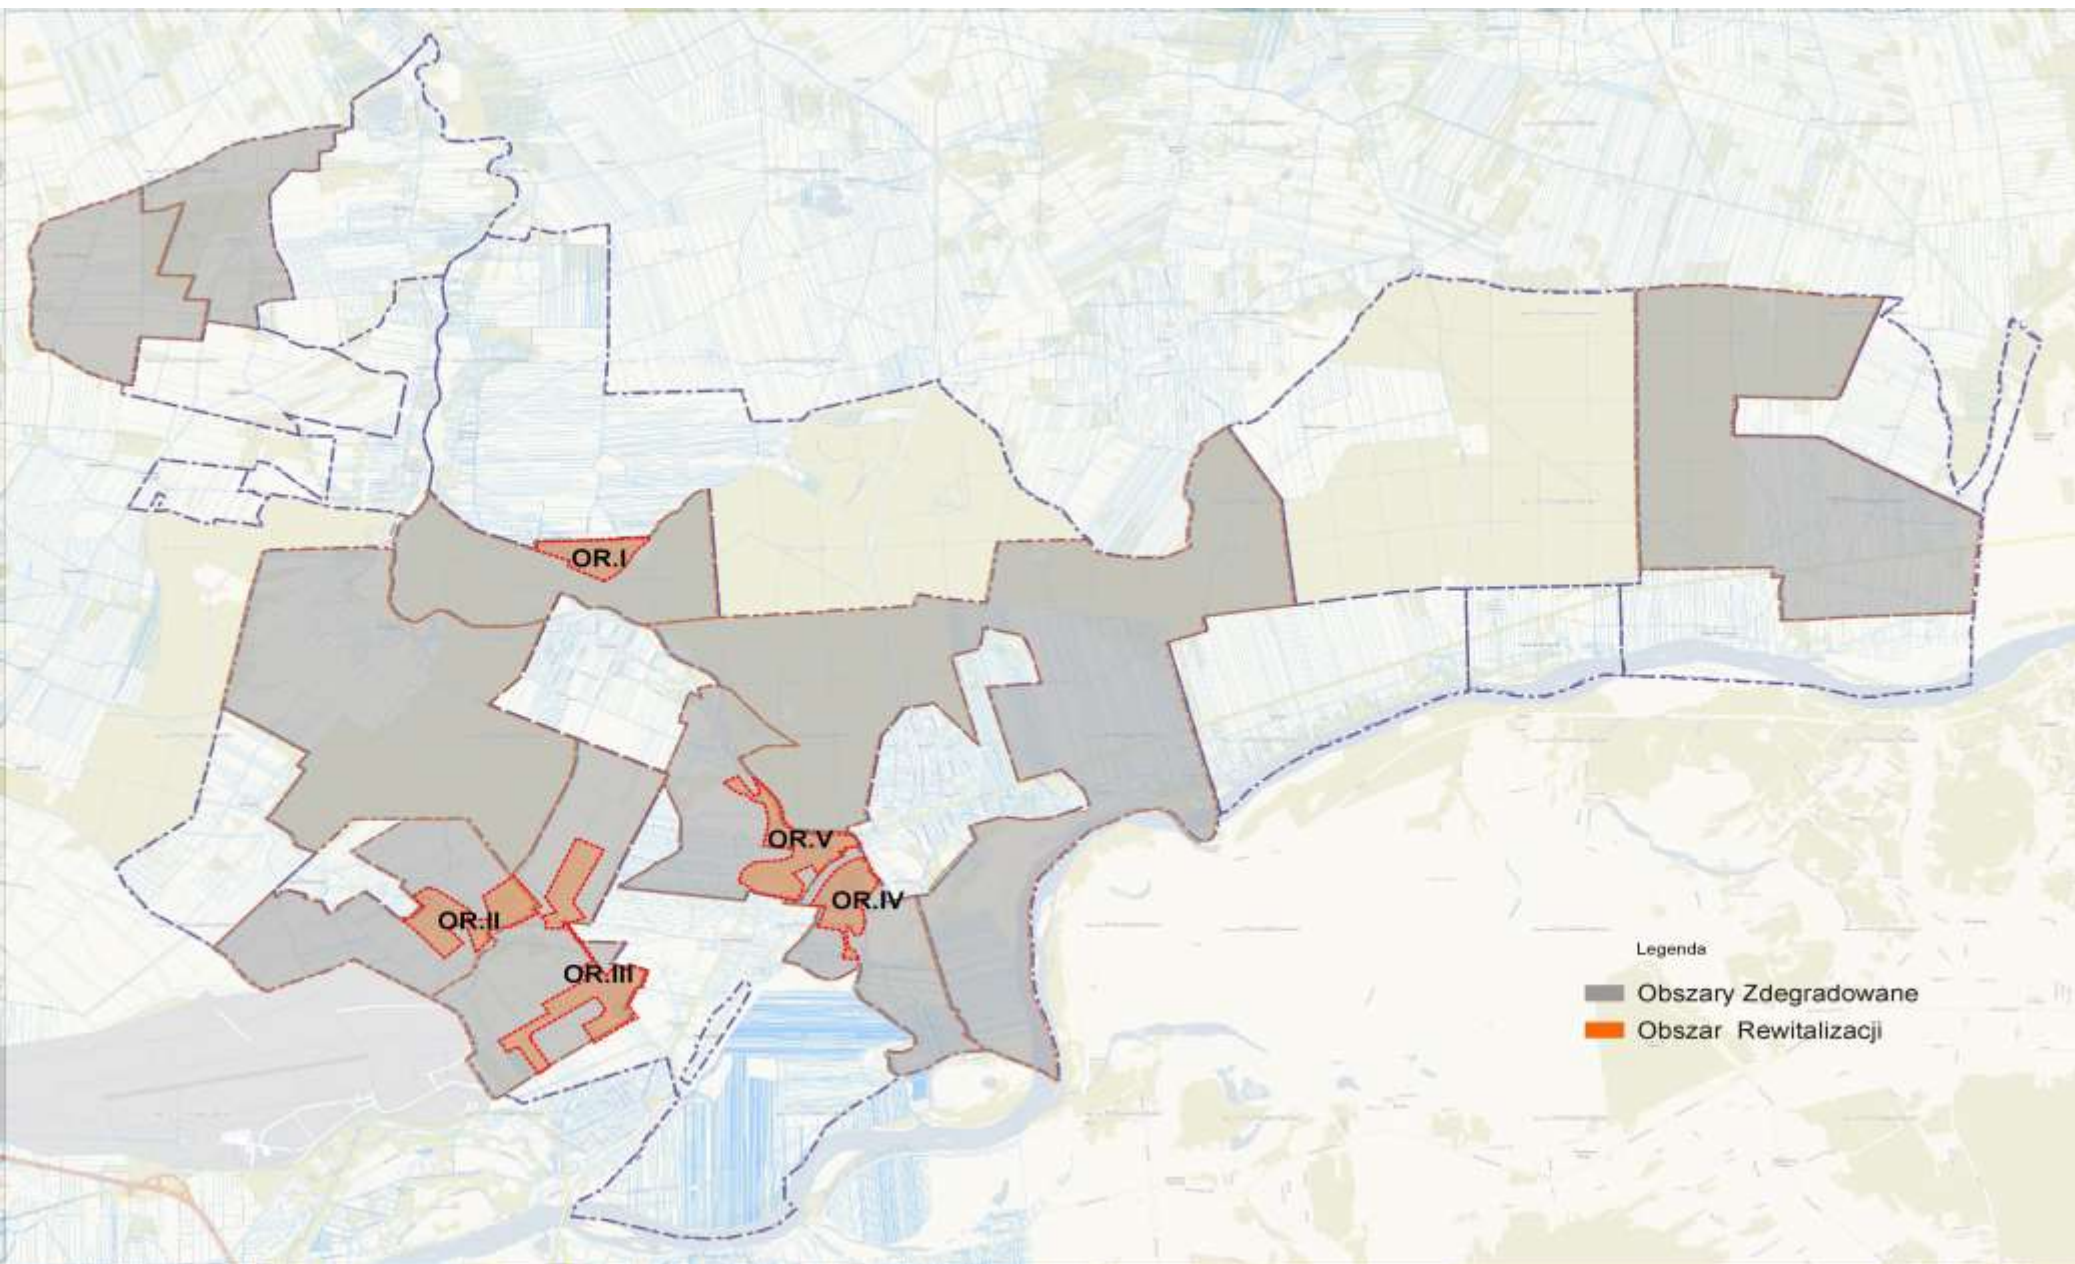 OR.I
OR.V
OR.IV
OR.II
OR.III
Legenda
Obszary Zdegradowane
Obszar Rewitalizacji